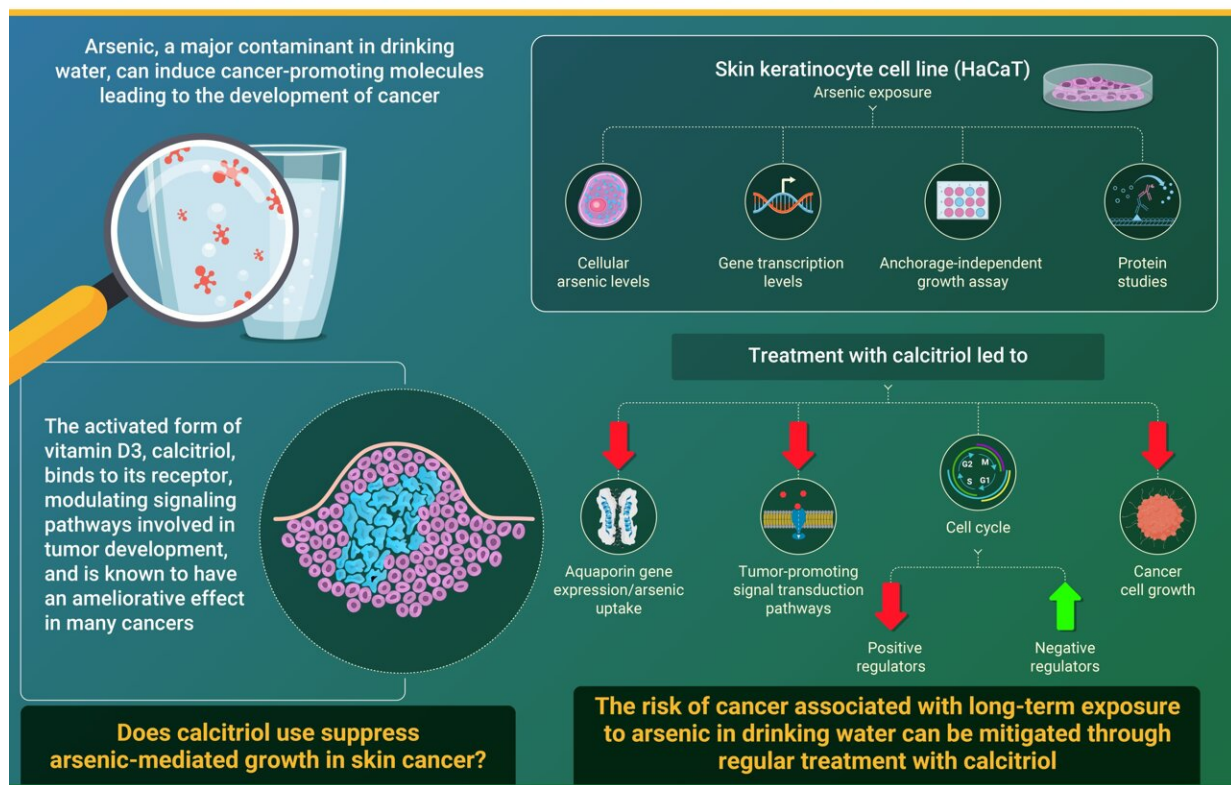 Arsenic, a major contaminant in drinking
water, can induce cancer-promoting molecules
leading to the development of cancer
The activated form of
vitamin D3, calcitriol,
binds to its receptor,
modulating signaling
pathways involved in
tumor development,
and is known to have
an ameliorative effect
in many cancers
Does calcitriol use suppress
arsenic-mediated growth in skin cancer?
Skin keratinocyte cell line (HaCaT)
Arsenic exposure
Cellular
arsenic levels
Gene transcription
levels
Anchorage-independent
growth assay
Protein
studies
Treatment with calcitriol led to
Aquaporin gene
expression/arsenic
uptake
Tumor-promoting
signal transduction
pathways
G2 M
S G1
Cell cycle
Positive
regulators
Negative
regulators
Cancer
cell growth
The risk of cancer associated with long-term exposure
to arsenic in drinking water can be mitigated through
regular treatment with calcitriol